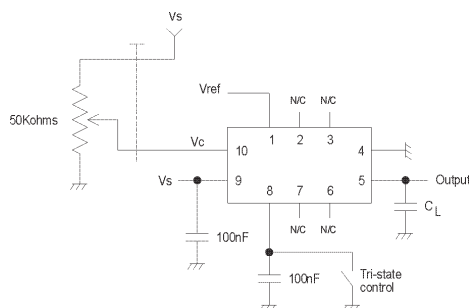 Vs
Vref
N/C N/C
50Kohms
1 2 3
Vc
10 4
Vs
9 5 Output
8 7 6
C L
100nF
N/C N/C
100nF
Tri-state
control